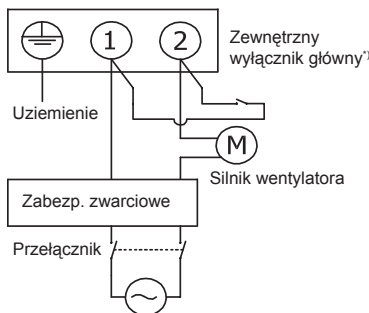 1 2
Zewnętrzny
wyłącznik główny*)
Uziemienie
M
Silnik wentylatora
Zabezp. zwarciowe
Przełącznik